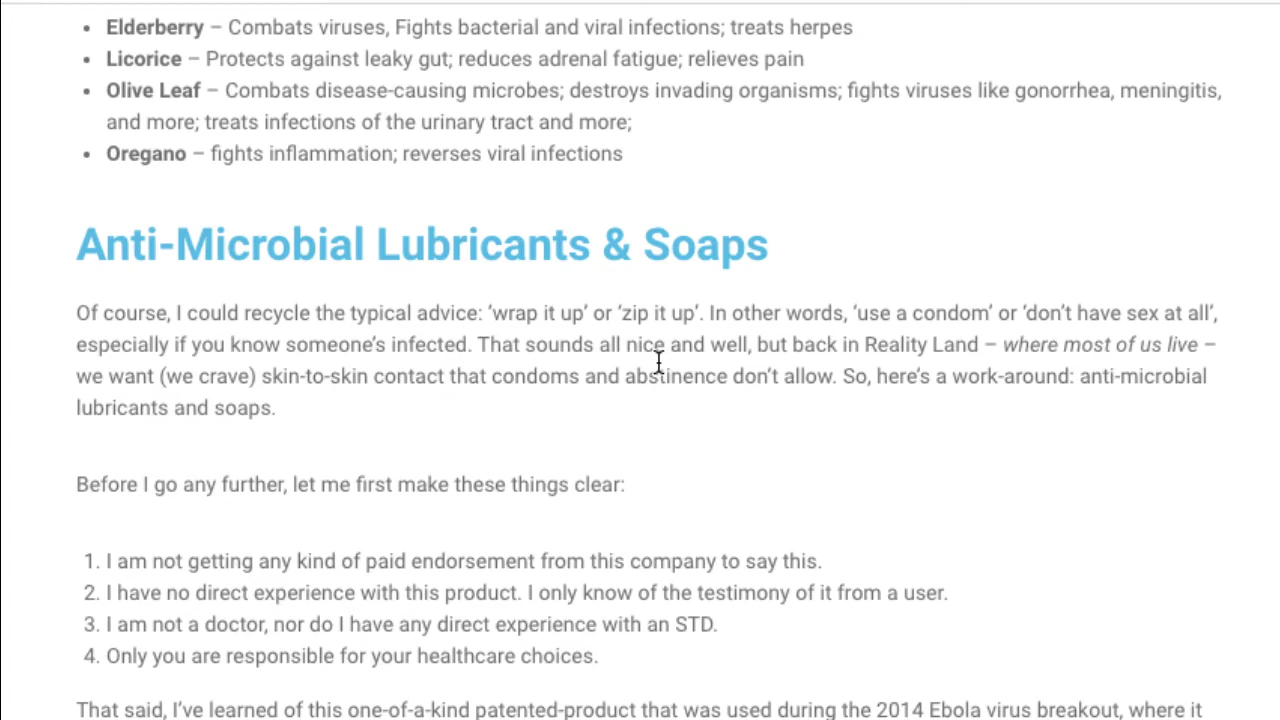 • Elderberry – Combats viruses, Fights bacterial and viral infections; treats herpes
• Licorice – Protects against leaky gut; reduces adrenal fatigue; relieves pain
• Olive Leaf – Combats disease-causing microbes; destroys invading organisms; fights viruses like gonorrhea, meningitis,
and more; treats infections of the urinary tract and more;
• Oregano – fights inflammation; reverses viral infections
Anti-Microbial Lubricants & Soaps
Of course, I could recycle the typical advice: ‘wrap it up’ or ‘zip it up’. In other words, ‘use a condom’ or ‘don’t have sex at all’,
especially if you know someone’s infected. That sounds all nice and well, but back in Reality Land – where most of us live –
we want (we crave) skin-to-skin contact that condoms and abstinence don’t allow. So, here’s a work-around: anti-microbial
lubricants and soaps.
Before I go any further, let me first make these things clear:
1. I am not getting any kind of paid endorsement from this company to say this.
2. I have no direct experience with this product. I only know of the testimony of it from a user.
3. I am not a doctor, nor do I have any direct experience with an STD.
4. Only you are responsible for your healthcare choices.
That said, I’ve learned of this one-of-a-kind patented-product that was used during the 2014 Ebola virus breakout, where it